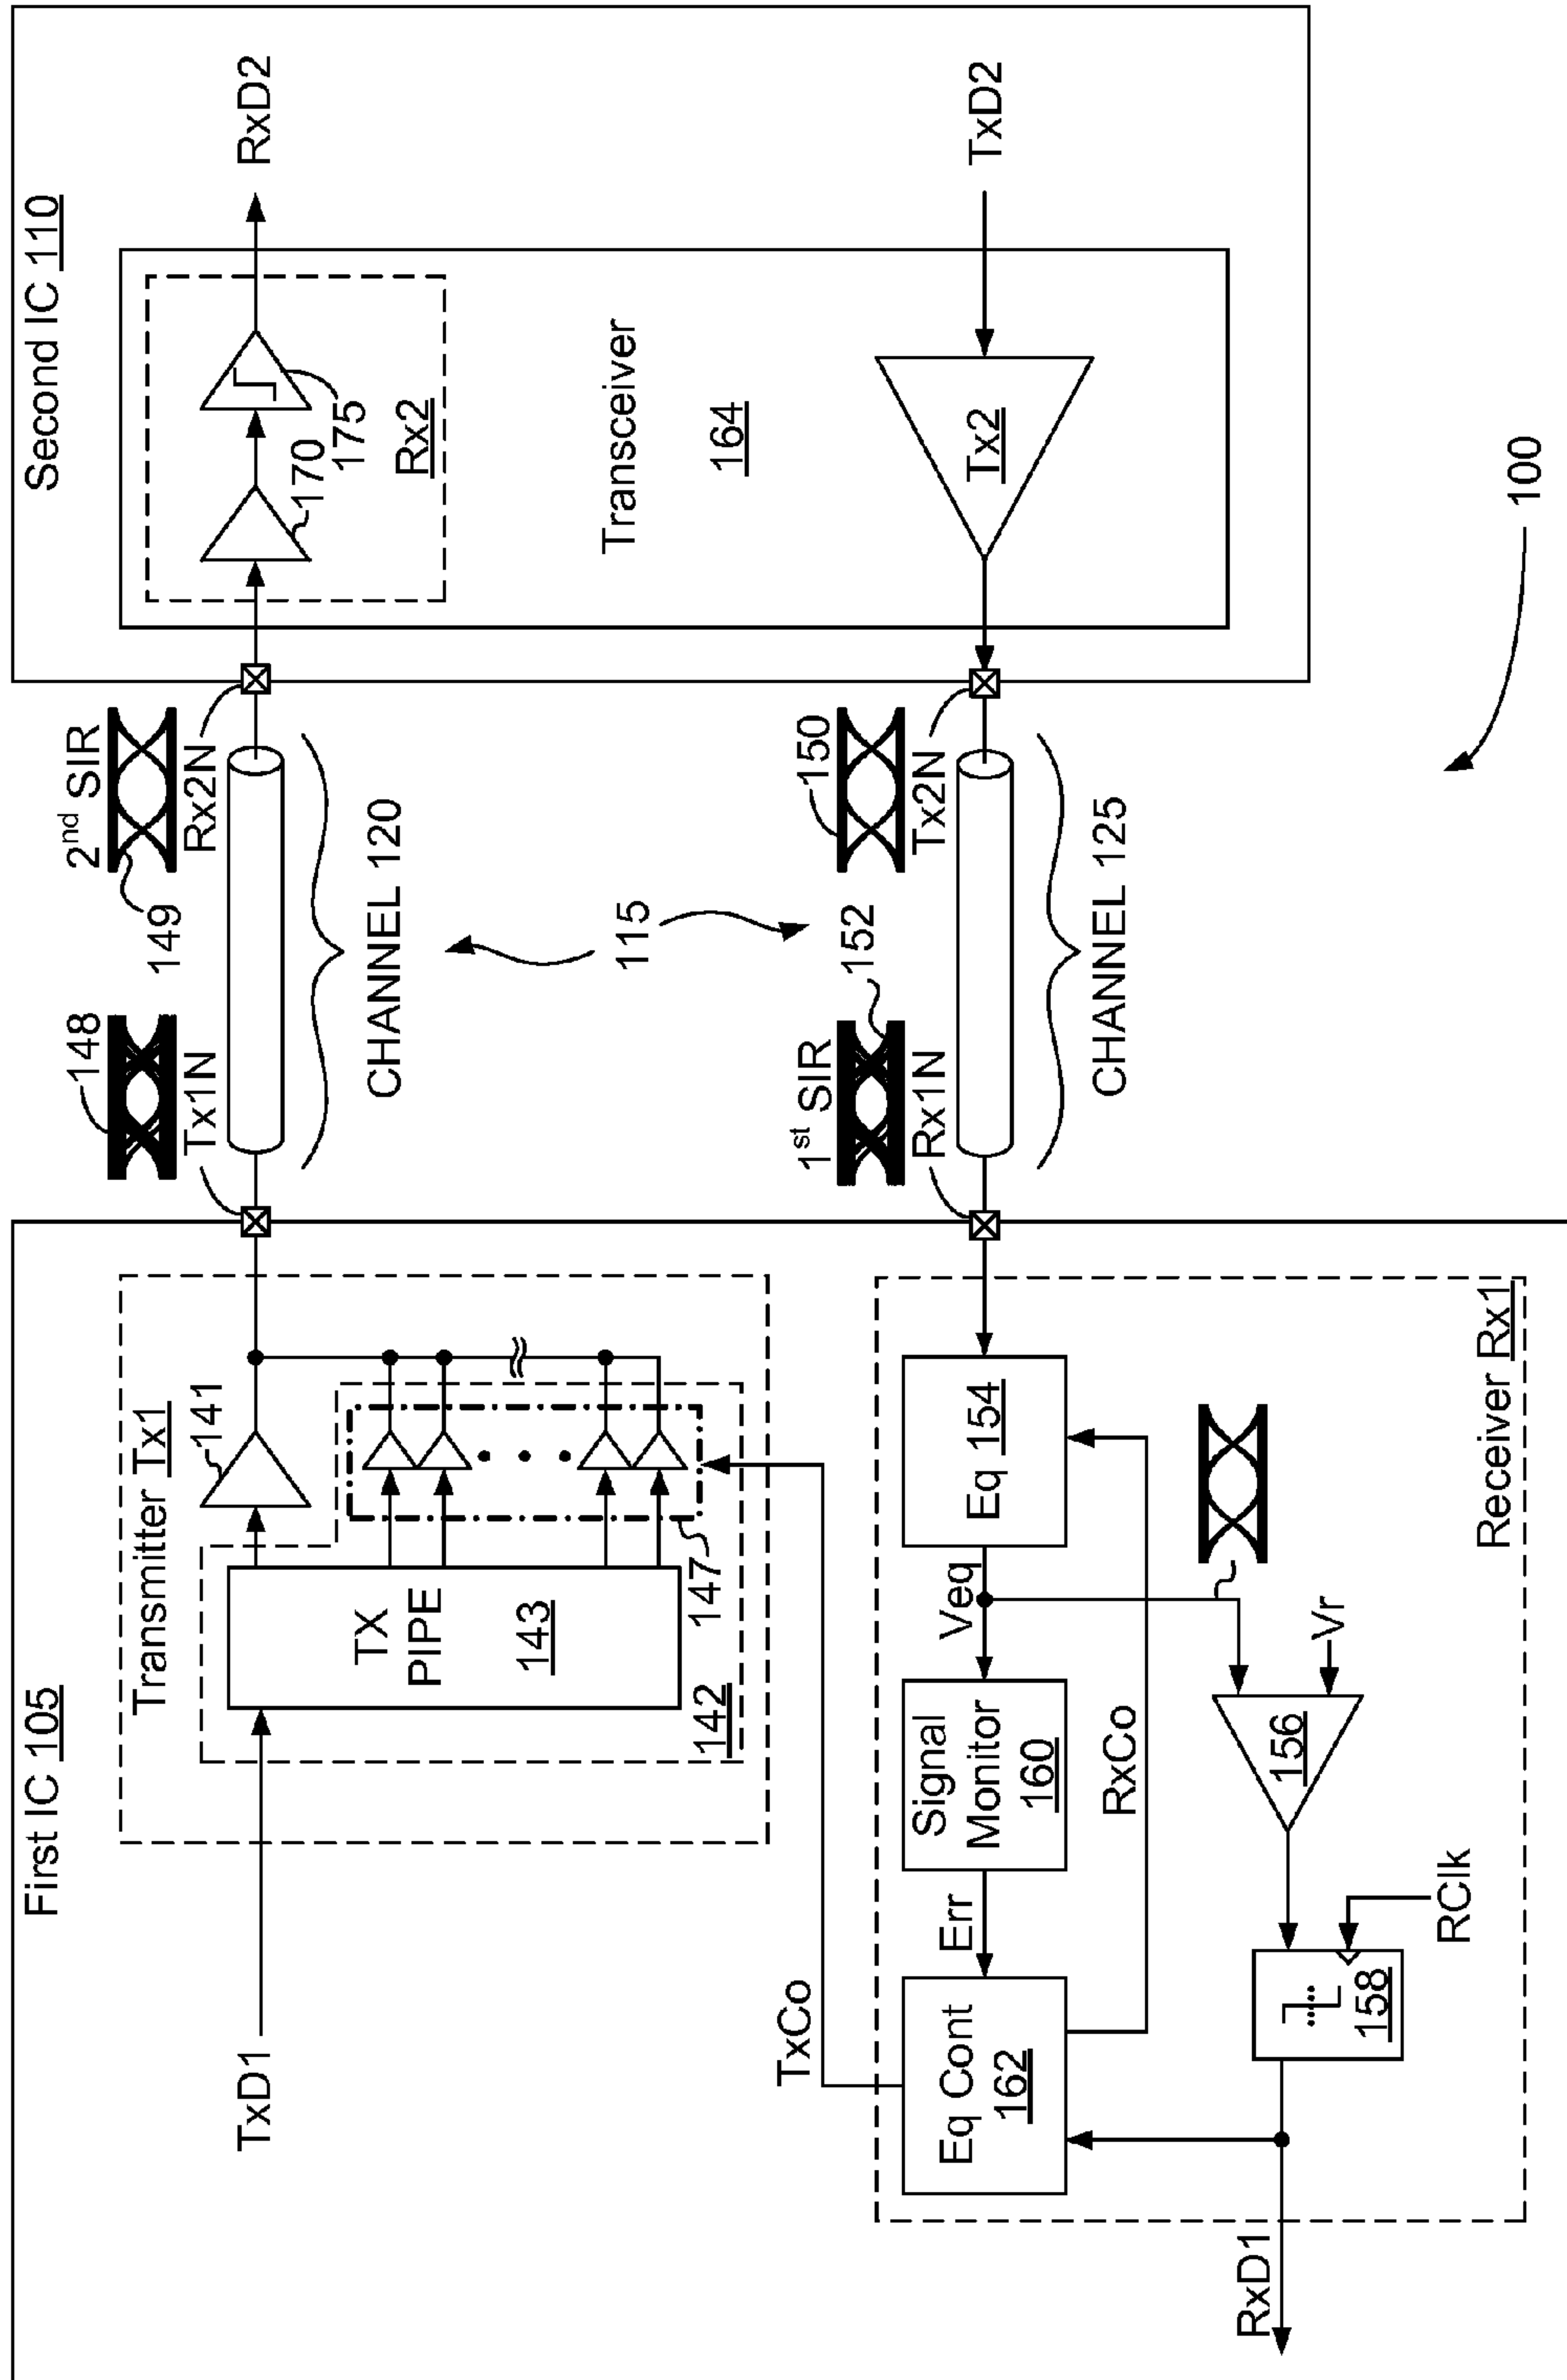 First IC 105
Second IC 110
TxD1
Transmitter Tx1
141
TX
PIPE
143
142
147
148
Tx1N
149
2nd SIR
Rx2N
CHANNEL 120
115
170
175
Rx2
RxD2
Transceiver
164
Tx2
TxD2
150
Tx2N
152
1st SIR
Rx1N
CHANNEL 125
TxCo
Eq Cont
162
Err
Signal
Monitor
160
Veq
Eq 154
RxCo
Vr
156
RClk
158
RxD1
Receiver Rx1
100